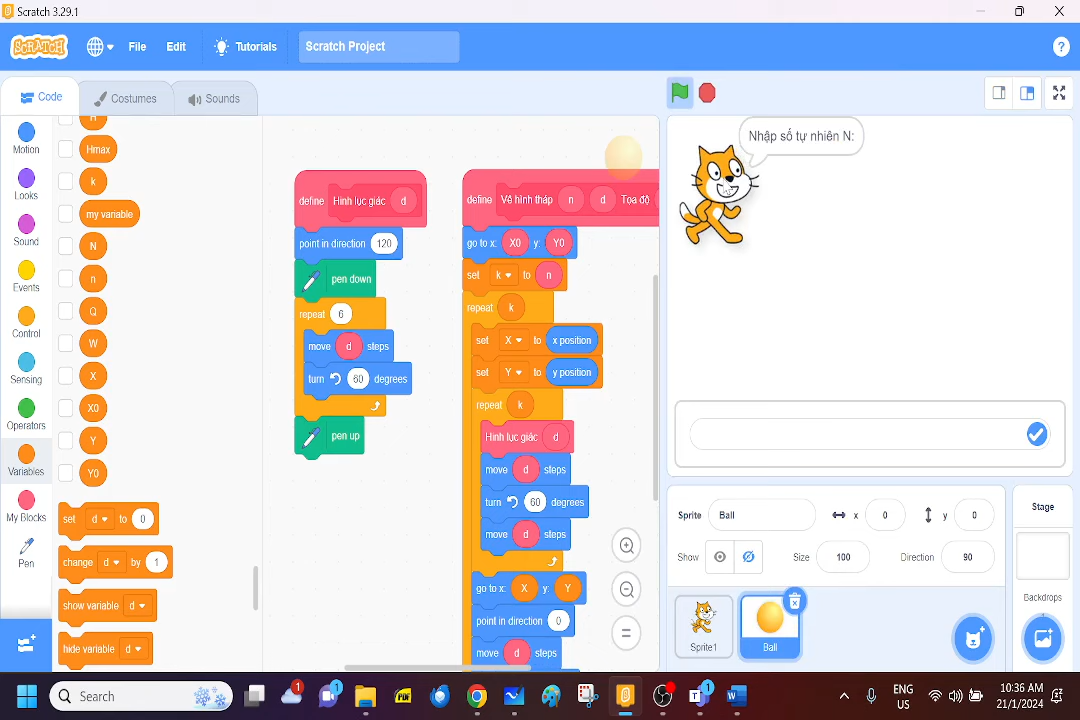 Scratch 3.29.1
SCRATCH
File
Edit
Tutorials
Scratch Project
?
Code
Costumes
Sounds
Motion
Looks
Sound
Events
Control
Sensing
Operators
Variables
My Blocks
Pen
Hmax
k
my variable
N
n
Q
W
X
X0
Y
Y0
set d to 0
change d by 1
show variable d
hide variable d
define Hình lục giác d
point in direction 120
pen down
repeat 6
move d steps
turn 60 degrees
pen up
define Vẽ hình tháp n d Tọa độ
go to x: X0 y: Y0
set k to n
repeat k
set X to x position
set Y to y position
repeat k
Hình lục giác d
move d steps
turn 60 degrees
move d steps
go to x: X y: Y
point in direction 0
move d steps
Nhập số tự nhiên N:
Sprite Ball x 0 y 0
Show Size 100 Direction 90
Sprite1
Ball
Stage
Backdrops
Search
1
1
PDF
1
ENG
US
10:36 AM
21/1/2024